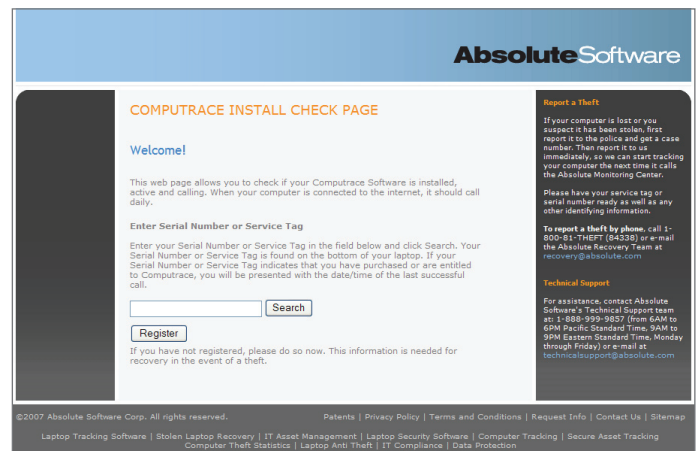 AbsoluteSoftware
COMPUTRACE INSTALL CHECK PAGE
Welcome!
This web page allows you to check if your Computrace Software is installed,
active and calling. When your computer is connected to the internet, it should call
daily.
Enter Serial Number or Service Tag
Enter your Serial Number or Service Tag in the field below and click Search. Your
Serial Number or Service Tag is found on the bottom of your laptop. If your
Serial Number or Service Tag indicates that you have purchased or are entitled
to Computrace, you will be presented with the date/time of the last successful
call.
Search
Register
If you have not registered, please do so now. This information is needed for
recovery in the event of a theft.
Report a Theft
If your computer is lost or you
suspect it has been stolen, first
report it to the police and get a case
number. Then report it to us
immediately, so we can start tracking
your computer the next time it calls
the Absolute Monitoring Center.
Please have your service tag or
serial number ready as well as any
other identifying information.
To report a theft by phone, call 1-
800-81-THEFT (84338) or e-mail
the Absolute Recovery Team at
recovery@absolute.com
Technical Support
For assistance, contact Absolute
Software's Technical Support team
at: 1-888-999-9857 (from 6AM to
6PM Pacific Standard Time, 9AM to
9PM Eastern Standard Time, Monday
through Friday) or e-mail at
technicalsupport@absolute.com
©2007 Absolute Software Corp. All rights reserved.
Patents | Privacy Policy | Terms and Conditions | Request Info | Contact Us | Sitemap
Laptop Tracking Software | Stolen Laptop Recovery | IT Asset Management | Laptop Security Software | Computer Tracking | Secure Asset Tracking
Computer Theft Statistics | Laptop Anti Theft | IT Compliance | Data Protection